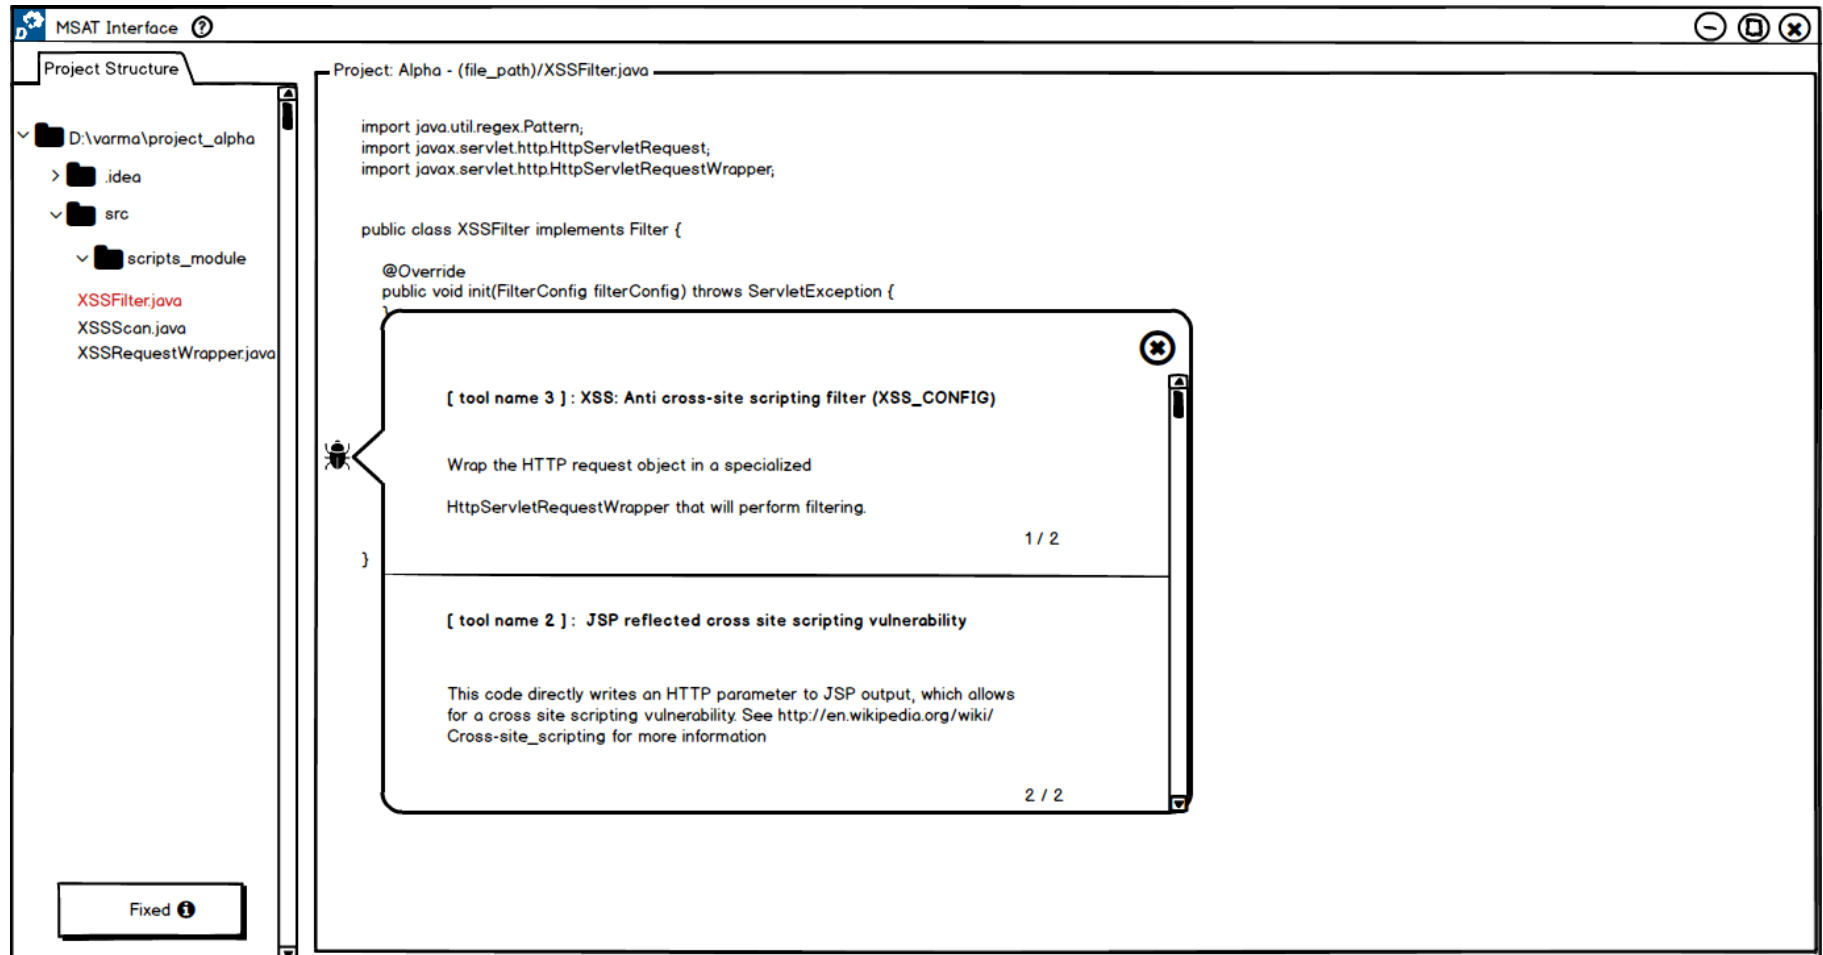 D
MSAT Interface ?
Project Structure
D:\varma\project_alpha
.idea
src
scripts_module
XSSFilter.java
XSSScan.java
XSSRequestWrapper.java
Fixed i
Project: Alpha - (file_path)/XSSFilter.java
import java.util.regex.Pattern;
import javax.servlet.http.HttpServletRequest;
import javax.servlet.http.HttpServletRequestWrapper;
public class XSSFilter implements Filter {
@Override
public void init(FilterConfig filterConfig) throws ServletException {
}
[ tool name 3 ] : XSS: Anti cross-site scripting filter (XSS_CONFIG)
Wrap the HTTP request object in a specialized
HttpServletRequestWrapper that will perform filtering.
1 / 2
}
[ tool name 2 ] : JSP reflected cross site scripting vulnerability
This code directly writes an HTTP parameter to JSP output, which allows
for a cross site scripting vulnerability. See http://en.wikipedia.org/wiki/
Cross-site_scripting for more information
2 / 2